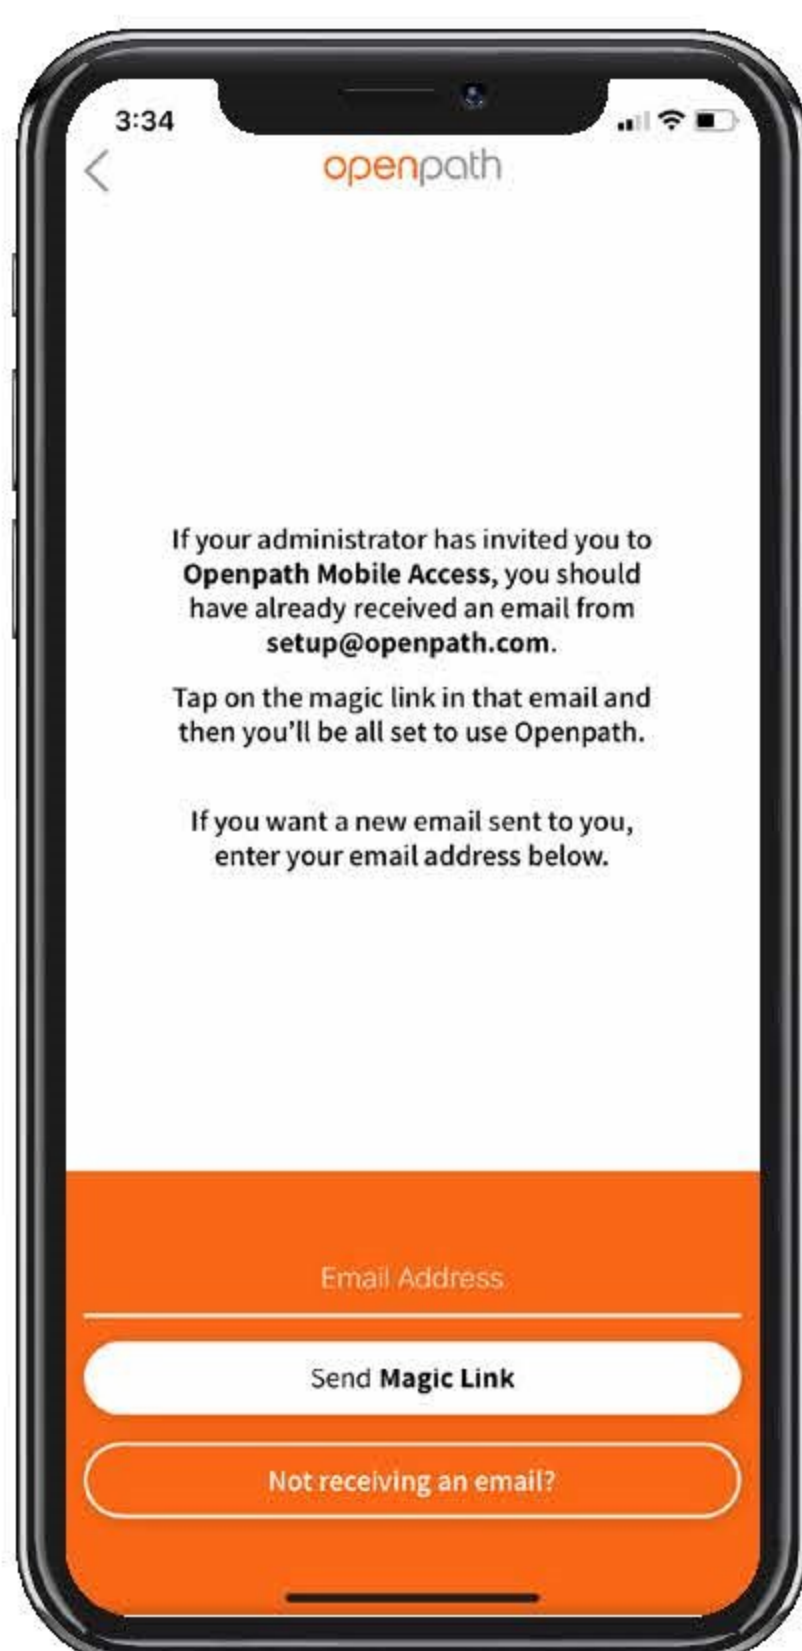 3:34
openpath
If your administrator has invited you to
Openpath Mobile Access, you should
have already received an email from
setup@openpath.com.
Tap on the magic link in that email and
then you'll be all set to use Openpath.
If you want a new email sent to you,
enter your email address below.
Email Address
Send Magic Link
Not receiving an email?